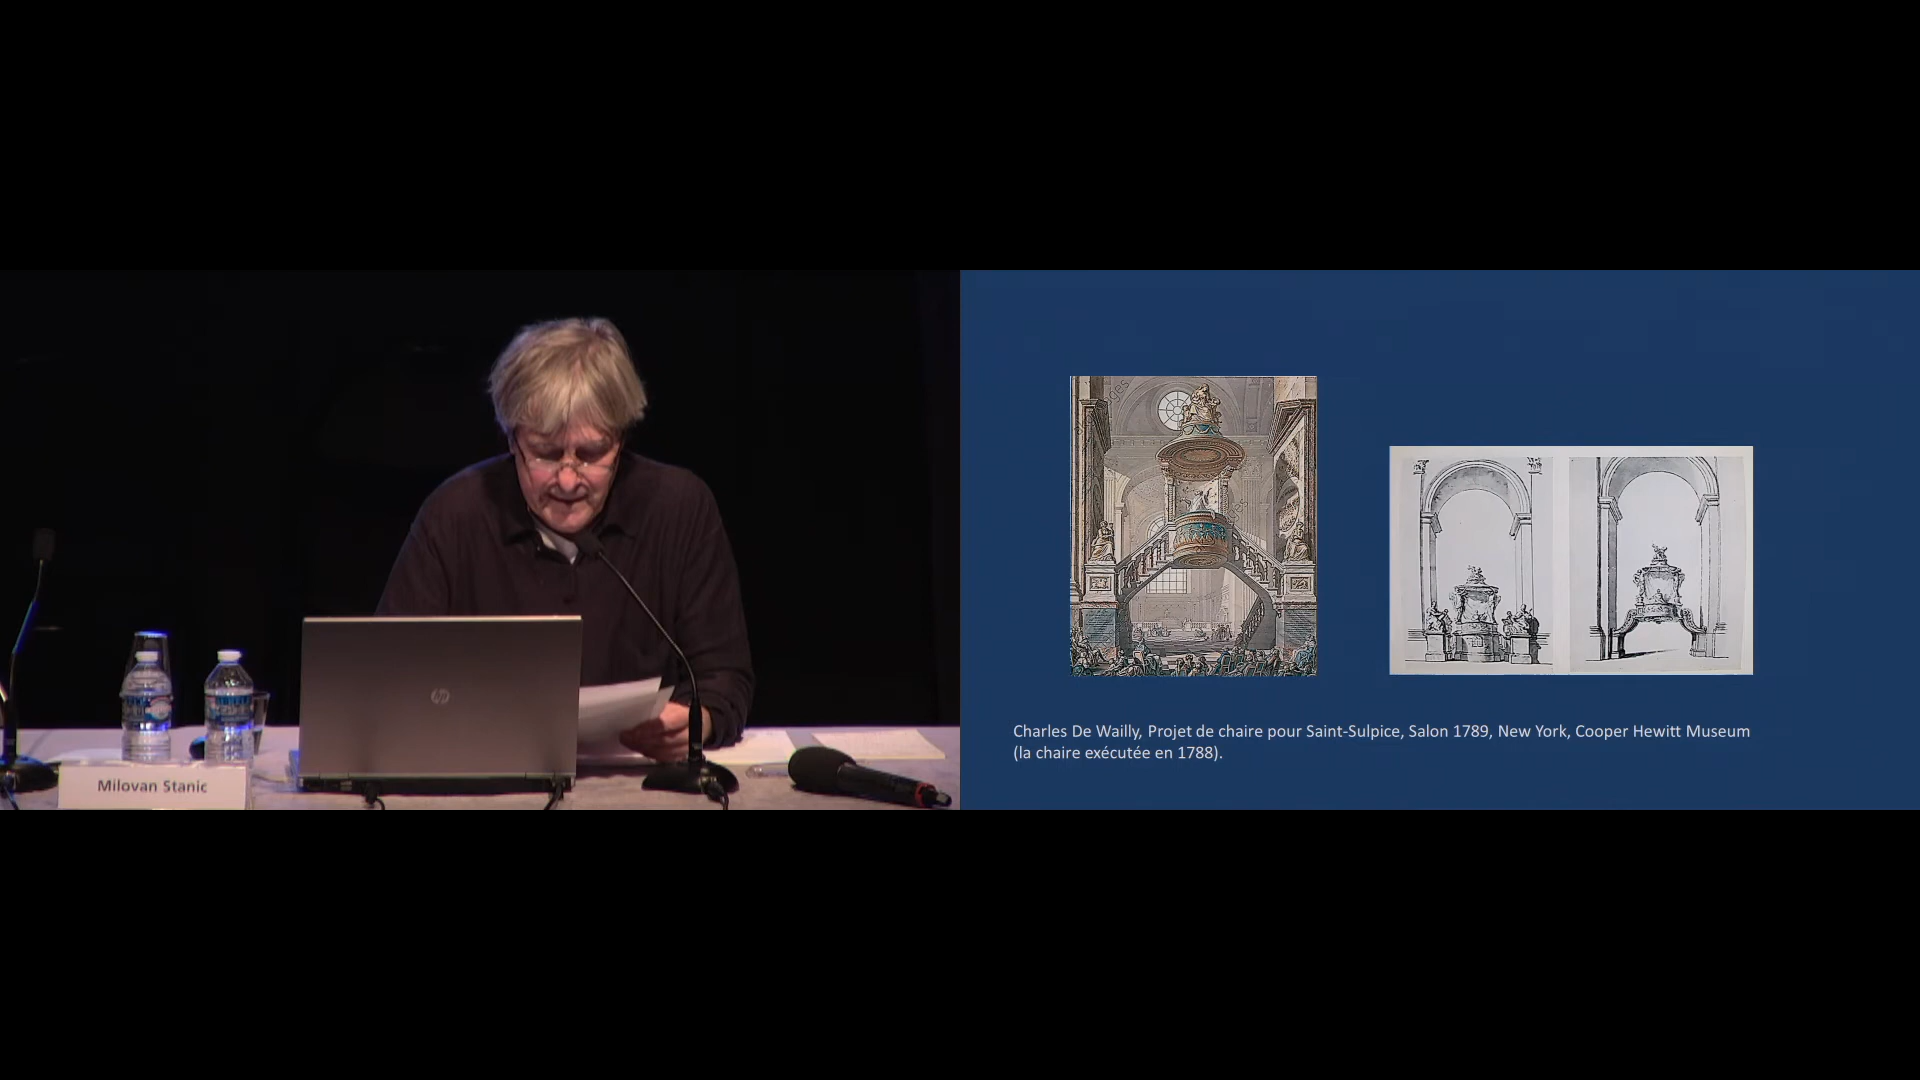 Milovan Stanic
hp
Charles De Wailly, Projet de chaire pour Saint-Sulpice, Salon 1789, New York, Cooper Hewitt Museum
(la chaire exécutée en 1788).